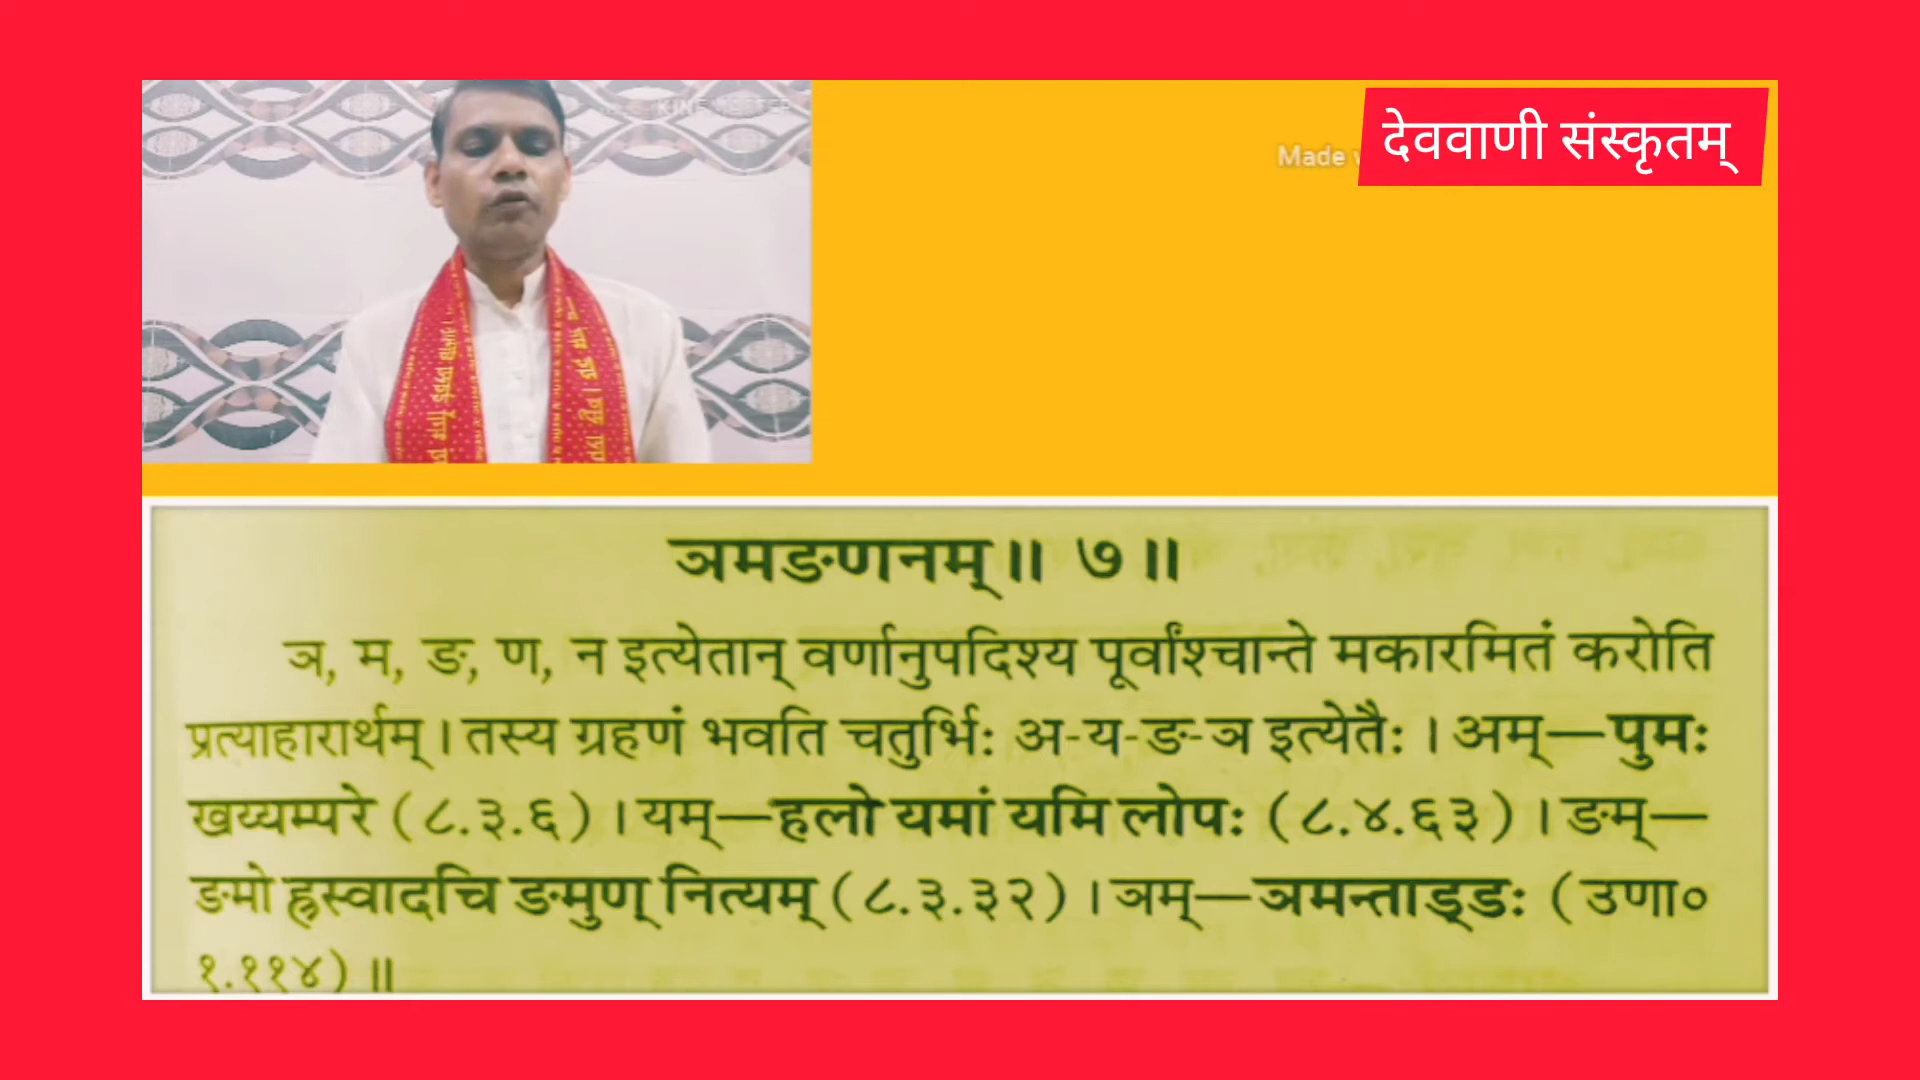 KINEMASTER
Made
देववाणी संस्कृतम्
ञमङणनम् ॥ ७ ॥
ञ, म, ङ, ण, न इत्येतान् वर्णानुपदिश्य पूर्वांश्चान्ते मकारमितं करोति
प्रत्याहारार्थम् । तस्य ग्रहणं भवति चतुर्भिः अ-य-ङ-ञ इत्येतैः । अम्—पुमः
खय्यम्परे (८.३.६) । यम्—हलो यमां यमि लोपः (८.४.६३) । ङम्—
ङमो ह्रस्वादचि ङमुण् नित्यम् (८.३.३२) । ञम्—ञमन्ताड्डः (उणा०
१.११४) ॥